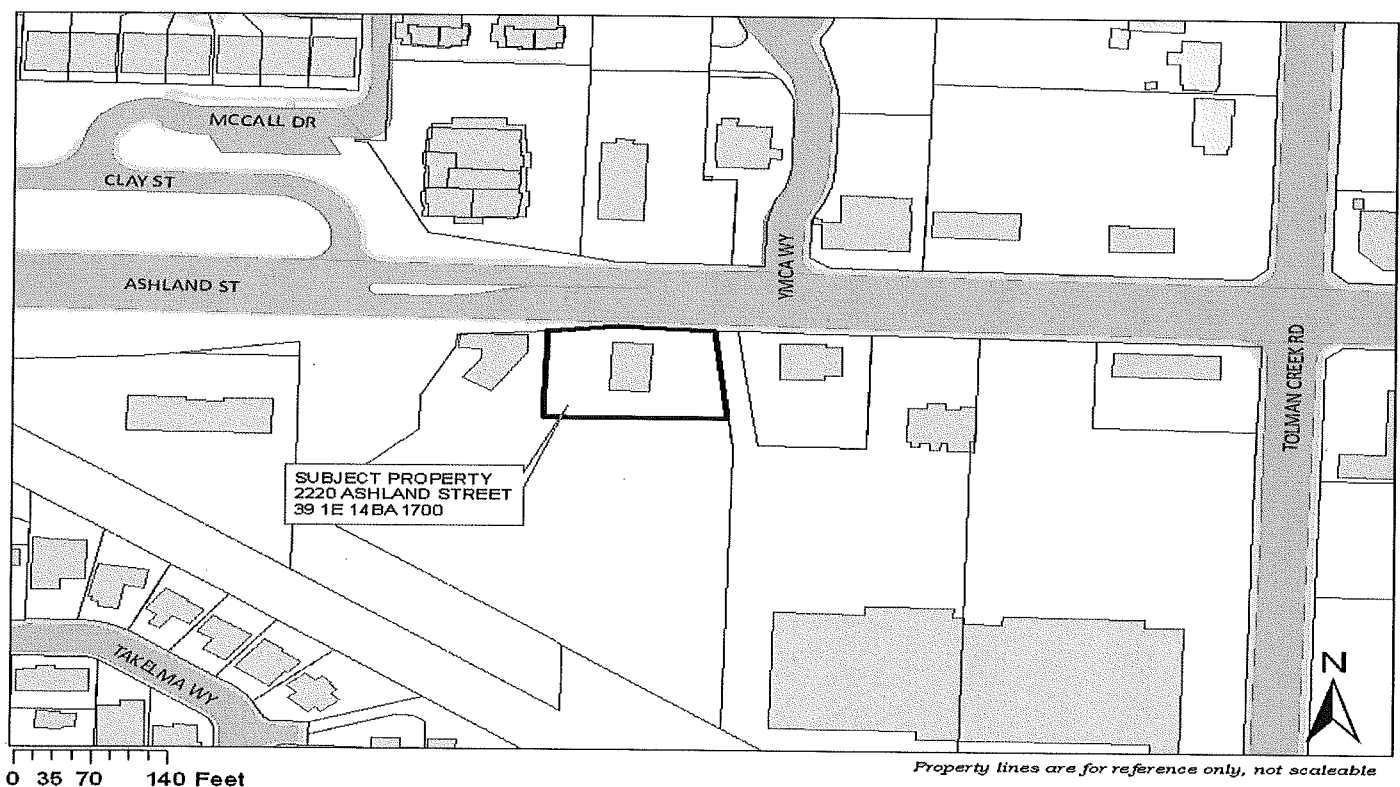 MCCALL DR
CLAY ST
ASHLAND ST
YMCA WY
TOLMAN CREEK RD
SUBJECT PROPERTY
2220 ASHLAND STREET
39 1E 14BA 1700
TAKELMA WY
N
0 35 70 140 Feet
Property lines are for reference only, not scaleable